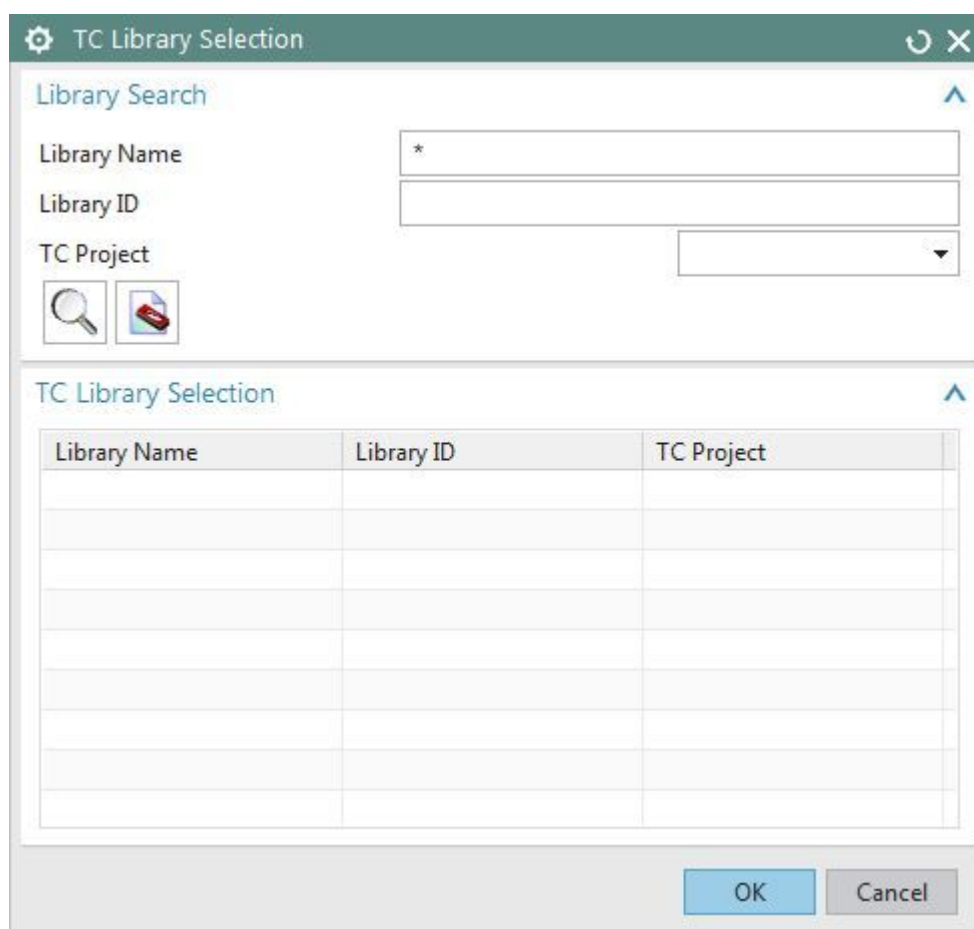 TC Library Selection
Library Search
Library Name *
Library ID
TC Project
TC Library Selection
Library Name Library ID TC Project
OK Cancel